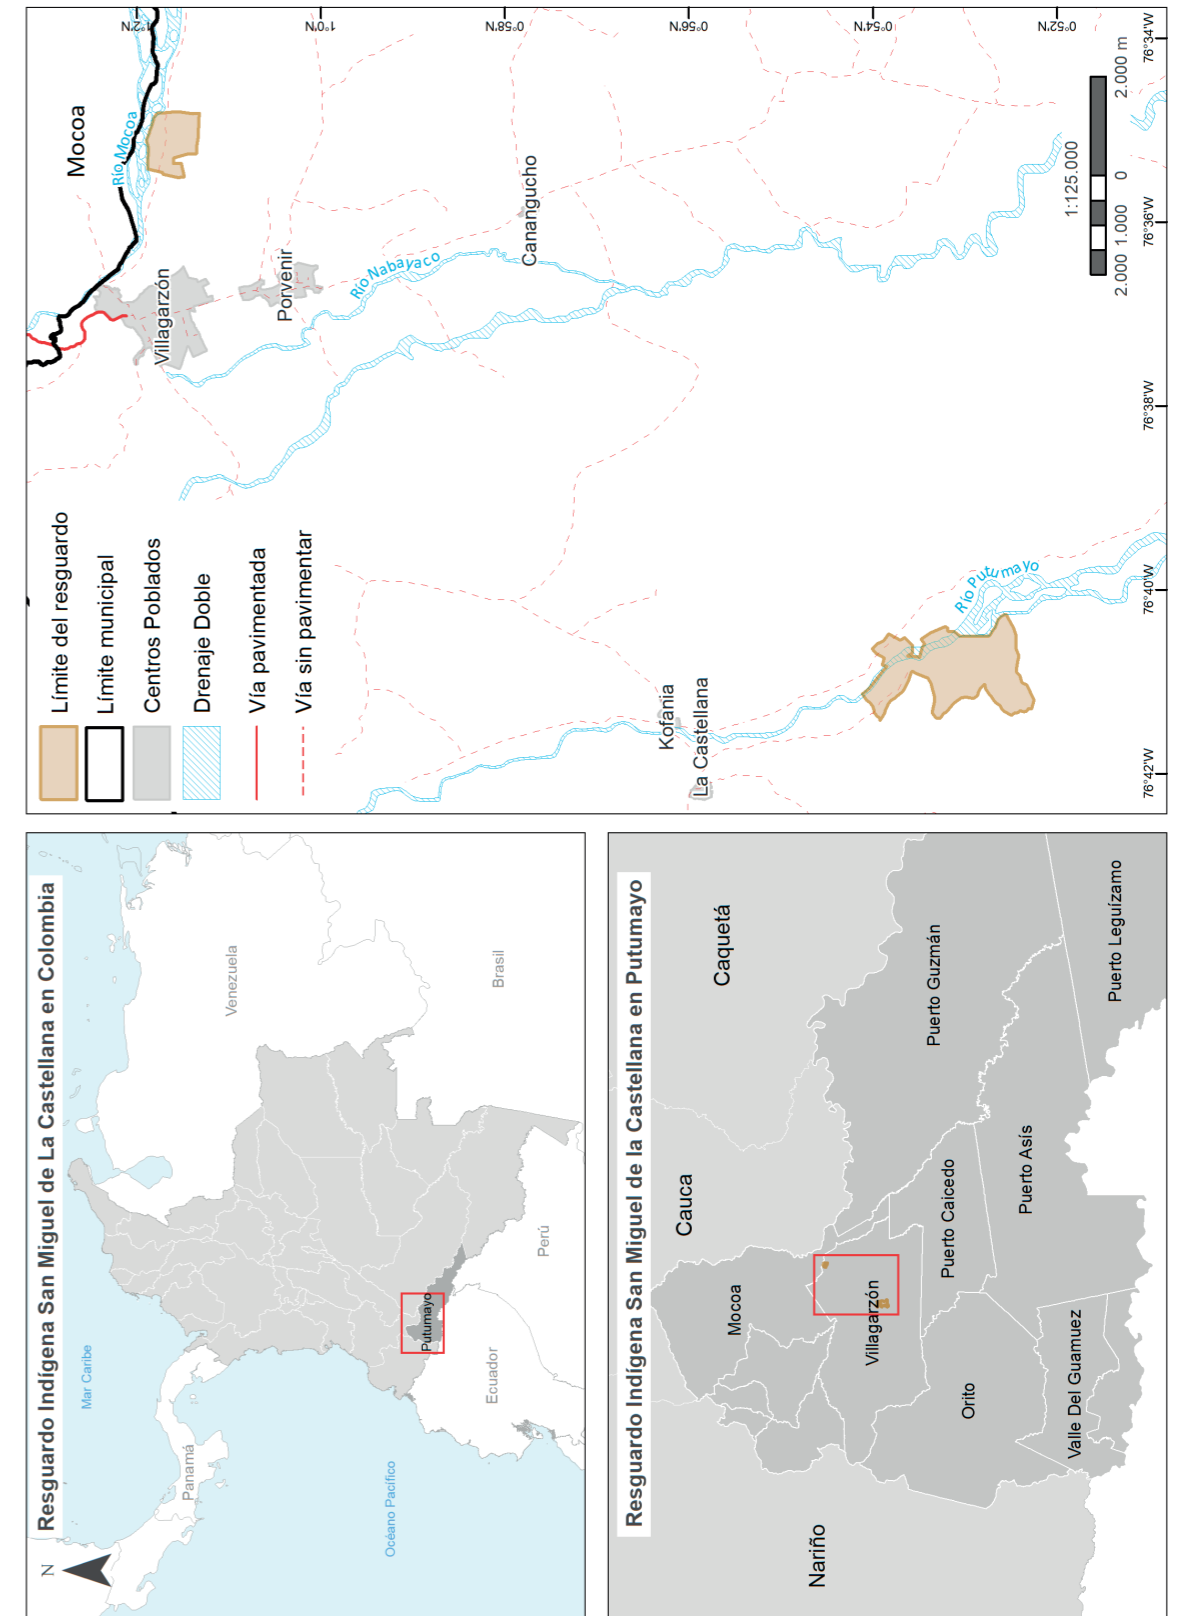 Resguardo Indígena San Miguel de La Castellana en Colombia
N
Mar Caribe
Panamá
Venezuela
Océano Pacífico
Putumayo
Ecuador
Perú
Brasil
Resguardo Indígena San Miguel de la Castellana en Putumayo
Nariño
Cauca
Caquetá
Mocoa
Villagarzón
Puerto Guzmán
Puerto Caicedo
Orito
Puerto Asís
Valle Del Guamuez
Puerto Leguízamo
Límite del resguardo
Límite municipal
Centros Poblados
Drenaje Doble
Vía pavimentada
Vía sin pavimentar
Mocoa
Río Mocoa
Villagarzón
Porvenir
Río Nabayaco
Canangucho
Kofanía
La Castellana
Río Putumayo
1°2'N
1°0'N
0°58'N
0°56'N
0°54'N
0°52'N
76°42'W
76°40'W
76°38'W
76°36'W
76°34'W
1:125.000
2.000 1.000 0 2.000 m